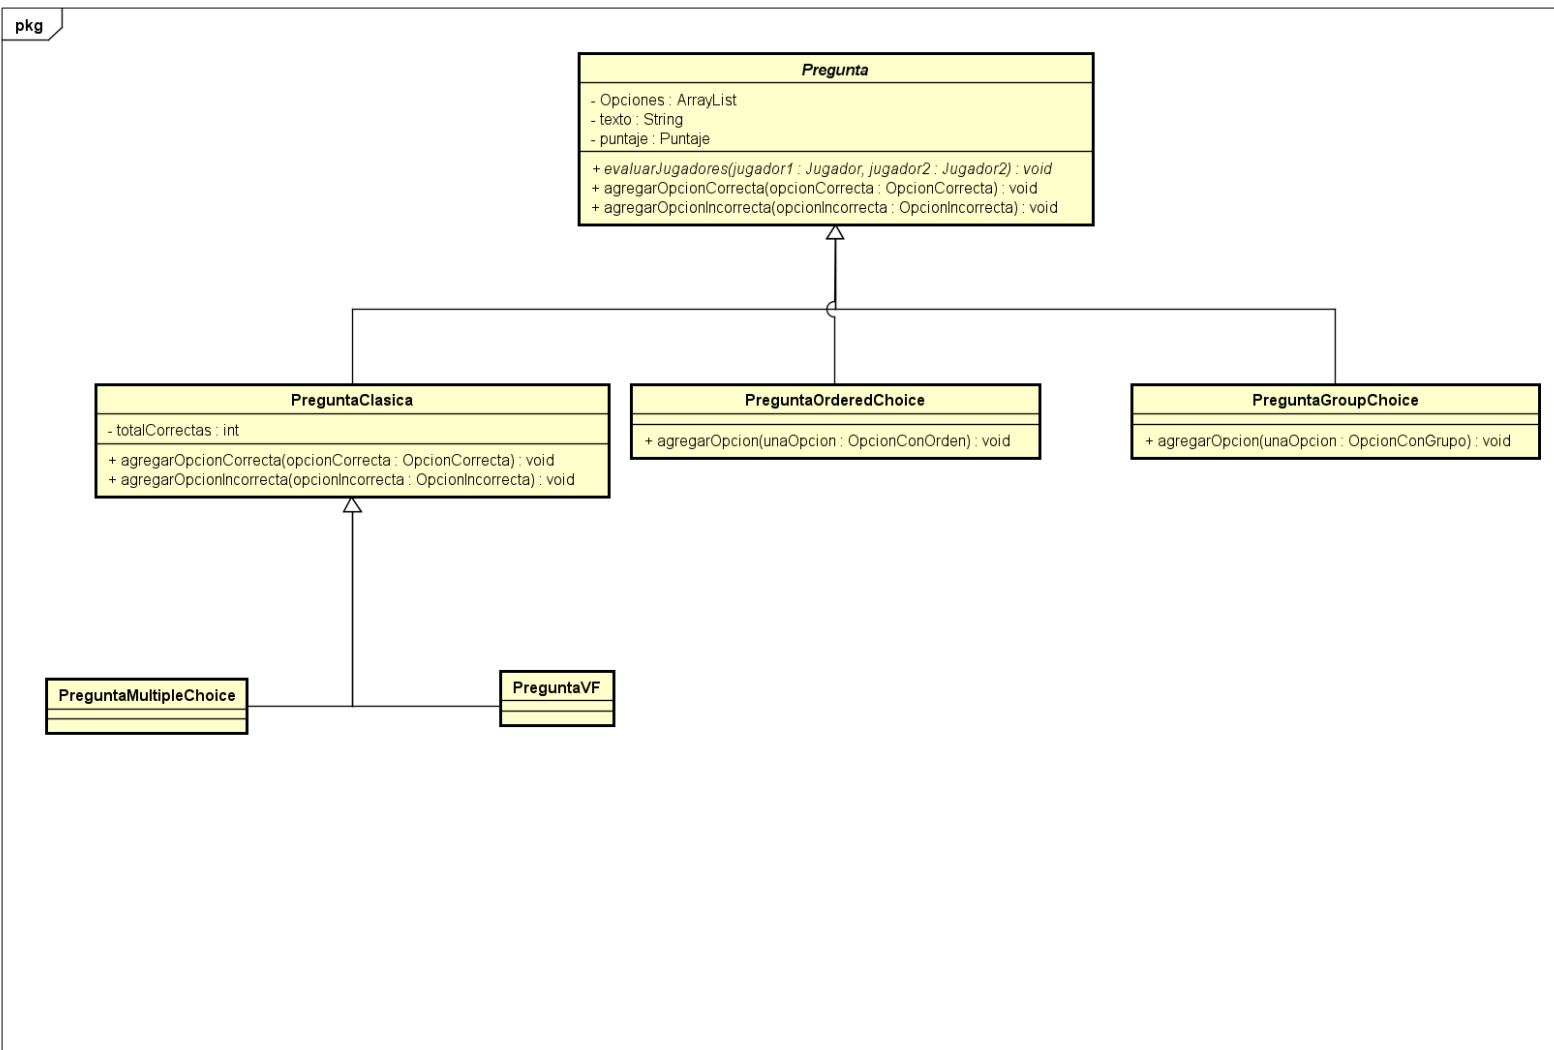 pkg
Pregunta
- Opciones : ArrayList
- texto : String
- puntaje : Puntaje
+ evaluarJugadores(jugador1 : Jugador, jugador2 : Jugador2) : void
+ agregarOpcionCorrecta(opcionCorrecta : OpcionCorrecta) : void
+ agregarOpcionIncorrecta(opcionIncorrecta : OpcionIncorrecta) : void
PreguntaClasica
- totalCorrectas : int
+ agregarOpcionCorrecta(opcionCorrecta : OpcionCorrecta) : void
+ agregarOpcionIncorrecta(opcionIncorrecta : OpcionIncorrecta) : void
PreguntaOrderedChoice
+ agregarOpcion(unaOpcion : OpcionConOrden) : void
PreguntaGroupChoice
+ agregarOpcion(unaOpcion : OpcionConGrupo) : void
PreguntaMultipleChoice
PreguntaVF